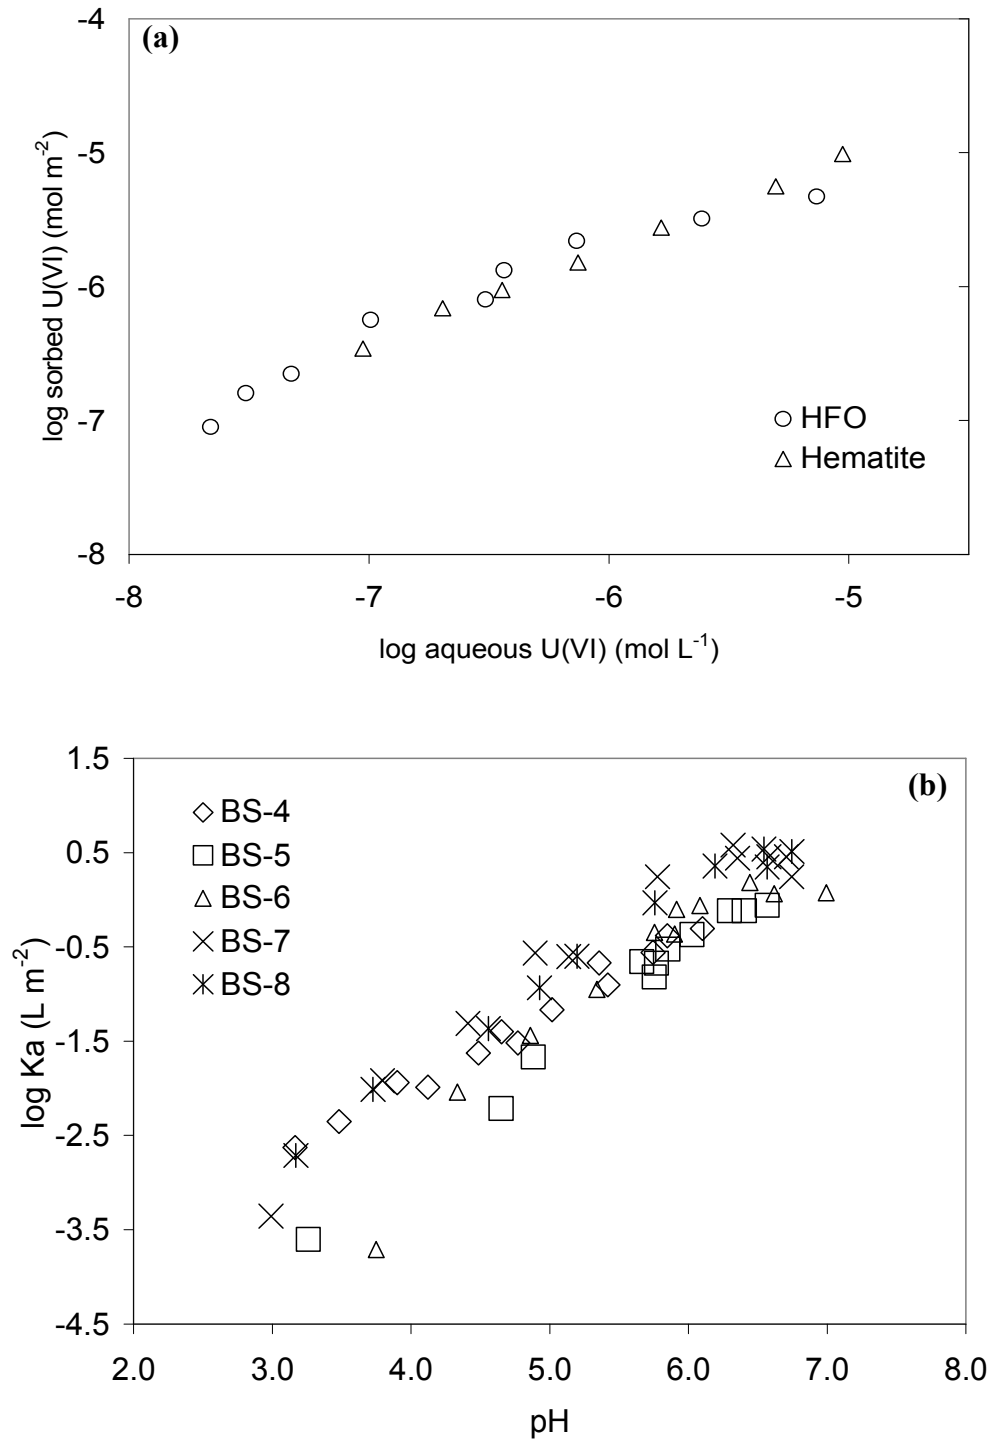 (a)
-4
-5
-6
-7
-8
log sorbed U(VI) (mol m-2)
HFO
Hematite
-8 -7 -6 -5
log aqueous U(VI) (mol L-1)
(b)
1.5
0.5
-0.5
-1.5
-2.5
-3.5
-4.5
log Ka (L m-2)
BS-4
BS-5
BS-6
BS-7
BS-8
2.0 3.0 4.0 5.0 6.0 7.0 8.0
pH